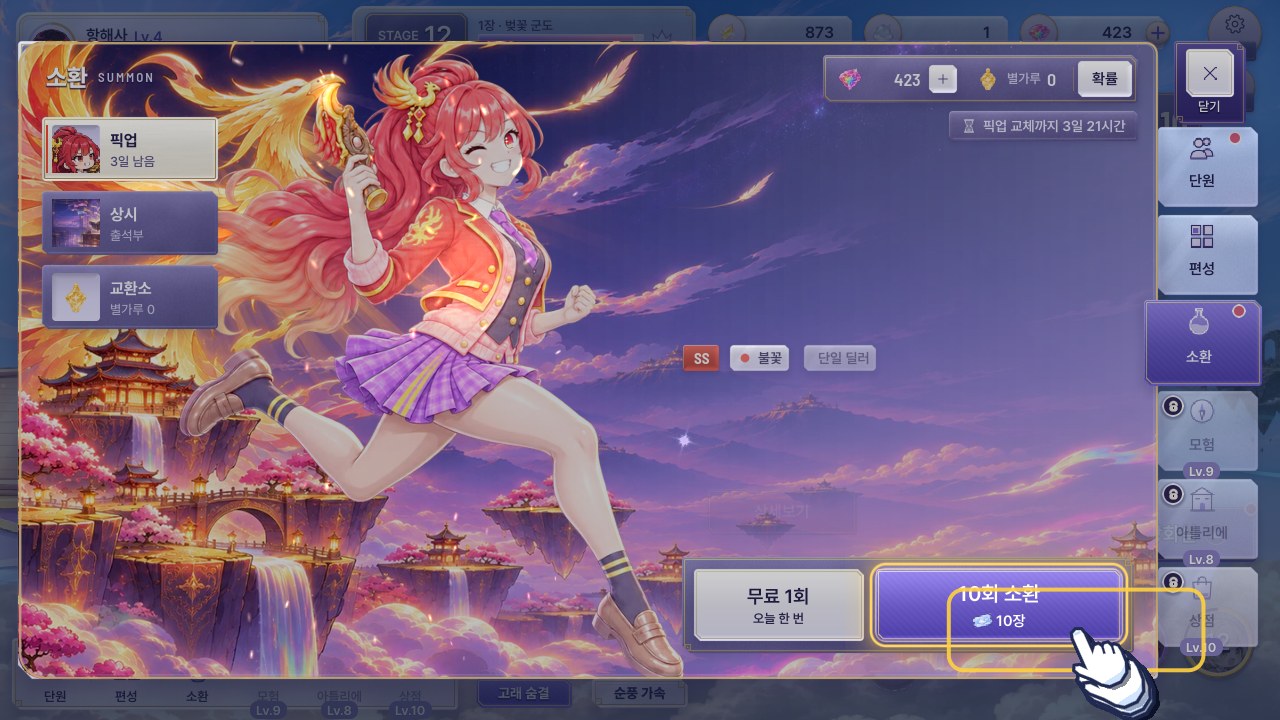 항해사 Lv.4
STAGE 12
1장 · 벚꽃 군도
873
1
423
소환 SUMMON
423
별가루 0
확률
픽업 교체까지 3일 21시간
닫기
픽업
3일 남음
상시
출석부
교환소
별가루 0
단원
편성
소환
모험
Lv.9
아틀리에
Lv.8
상점
Lv.10
SS
불꽃
단일 딜러
상세보기
무료 1회
오늘 한 번
10회 소환
10장
단원
편성
소환
모험
Lv.9
아틀리에
Lv.8
상점
Lv.10
고래 숨결
순풍 가속